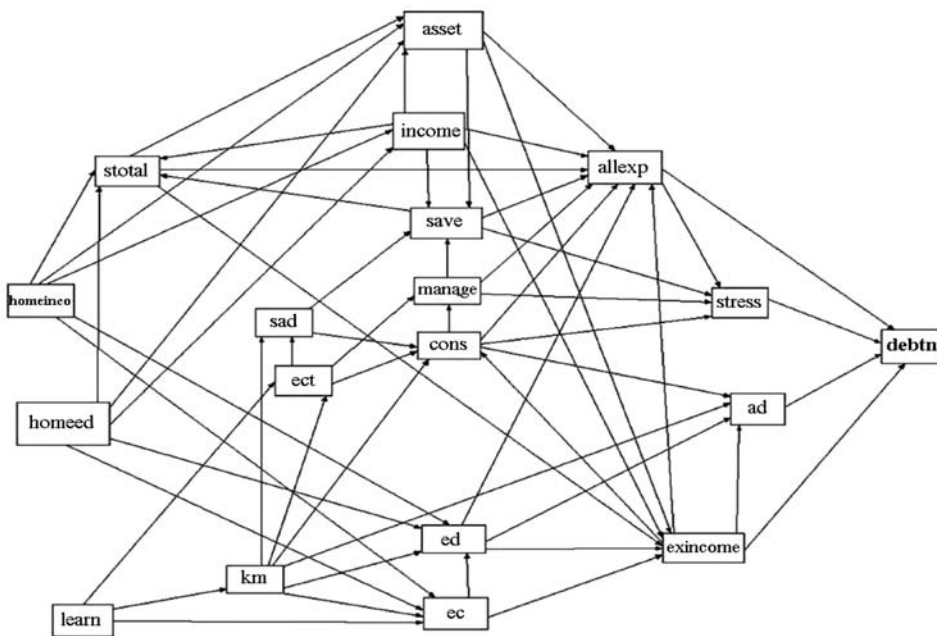 asset
income
stotal
allexp
save
homeinco
manage
stress
sad
cons
debtn
ect
ad
homeed
ed
exincome
km
ec
learn